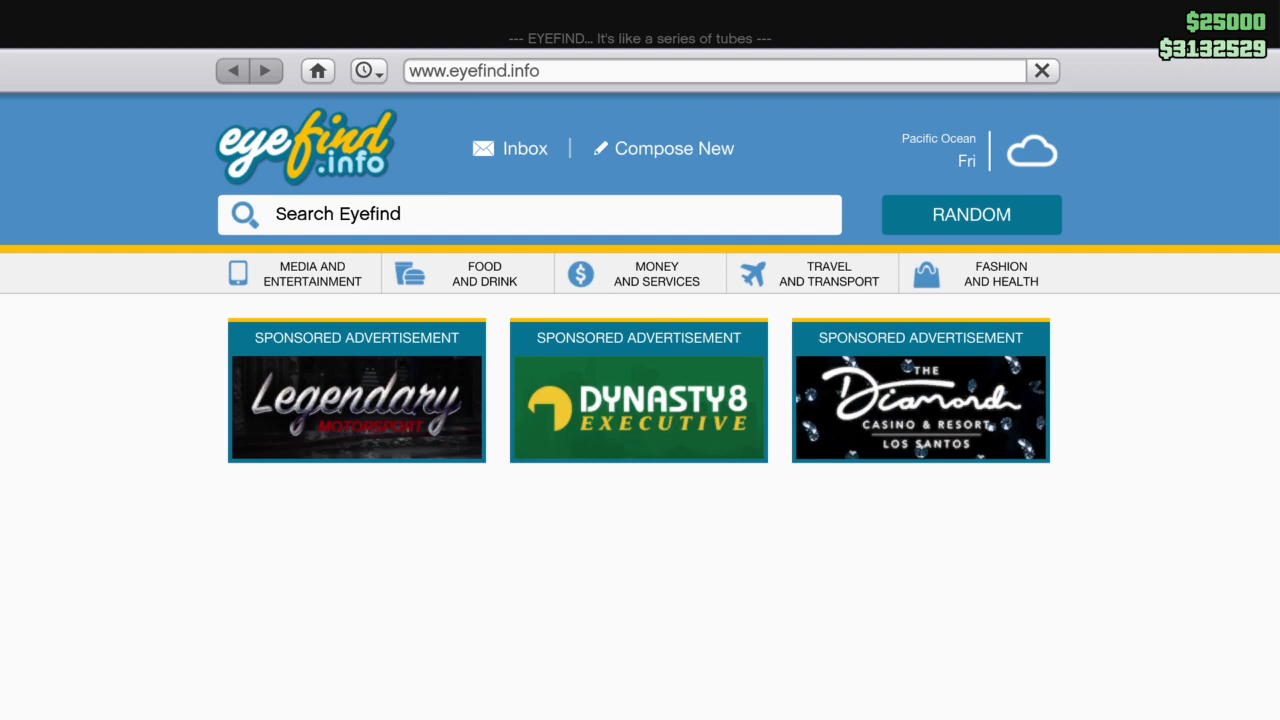 $25000
--- EYEFIND... It's like a series of tubes ---
$3132529
www.eyefind.info
eyefind
.info
Inbox
Compose New
Pacific Ocean
Fri
Search Eyefind
RANDOM
MEDIA AND
ENTERTAINMENT
FOOD
AND DRINK
MONEY
AND SERVICES
TRAVEL
AND TRANSPORT
FASHION
AND HEALTH
SPONSORED ADVERTISEMENT
Legendary
MOTORSPORT
SPONSORED ADVERTISEMENT
DYNASTY8
EXECUTIVE
SPONSORED ADVERTISEMENT
THE
Diamond
CASINO & RESORT
LOS SANTOS